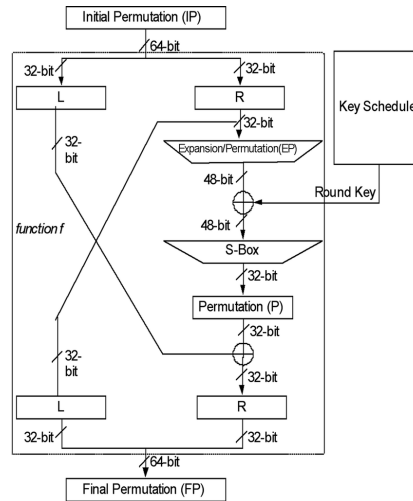 Initial Permutation (IP)
64-bit
32-bit
32-bit
L
R
Key Schedule
32-
bit
32-bit
Expansion/Permutation(EP)
48-bit
Round Key
48-bit
function f
S-Box
32-bit
Permutation (P)
32-bit
32-
bit
32-bit
L
R
32-bit
32-bit
64-bit
Final Permutation (FP)